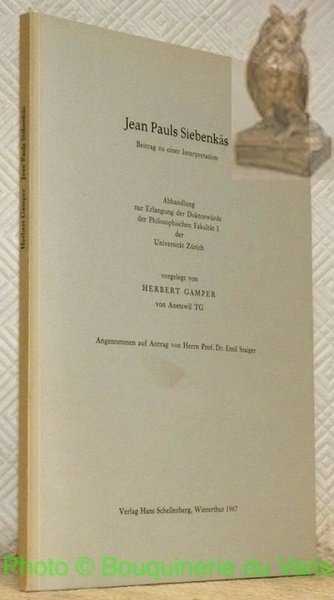 Jean Pauls Siebenkäs
Beitrag zu einer Interpretation
Abhandlung
zur Erlangung der Doktorwürde
der Philosophischen Fakultät I
der
Universität Zürich
vorgelegt von
HERBERT GAMPER
von Anetswil TG
Angenommen auf Antrag von Herrn Prof. Dr. Emil Staiger
Verlag Hans Schellenberg, Winterthur 1967
Herbert Gamper Jean Pauls Siebenkäs
Photo © Bouquinerie du Varis